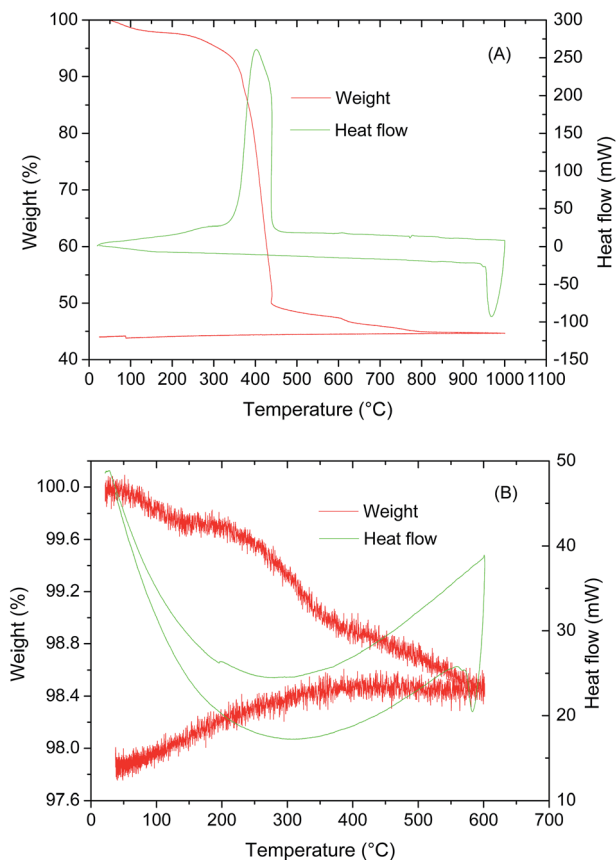 100 300
(A)
90 250
80 200
70 150
60 100
50 50
40 0
-50
-100
-150
Weight
Heat flow
Weight (%)
Heat flow (mW)
0 100 200 300 400 500 600 700 800 900 1000 1100
Temperature (°C)
50
100.0 (B)
99.6 40
99.2
98.8 30
98.4 20
98.0
97.6 10
Weight
Heat flow
Weight (%)
Heat flow (mW)
0 100 200 300 400 500 600 700
Temperature (°C)